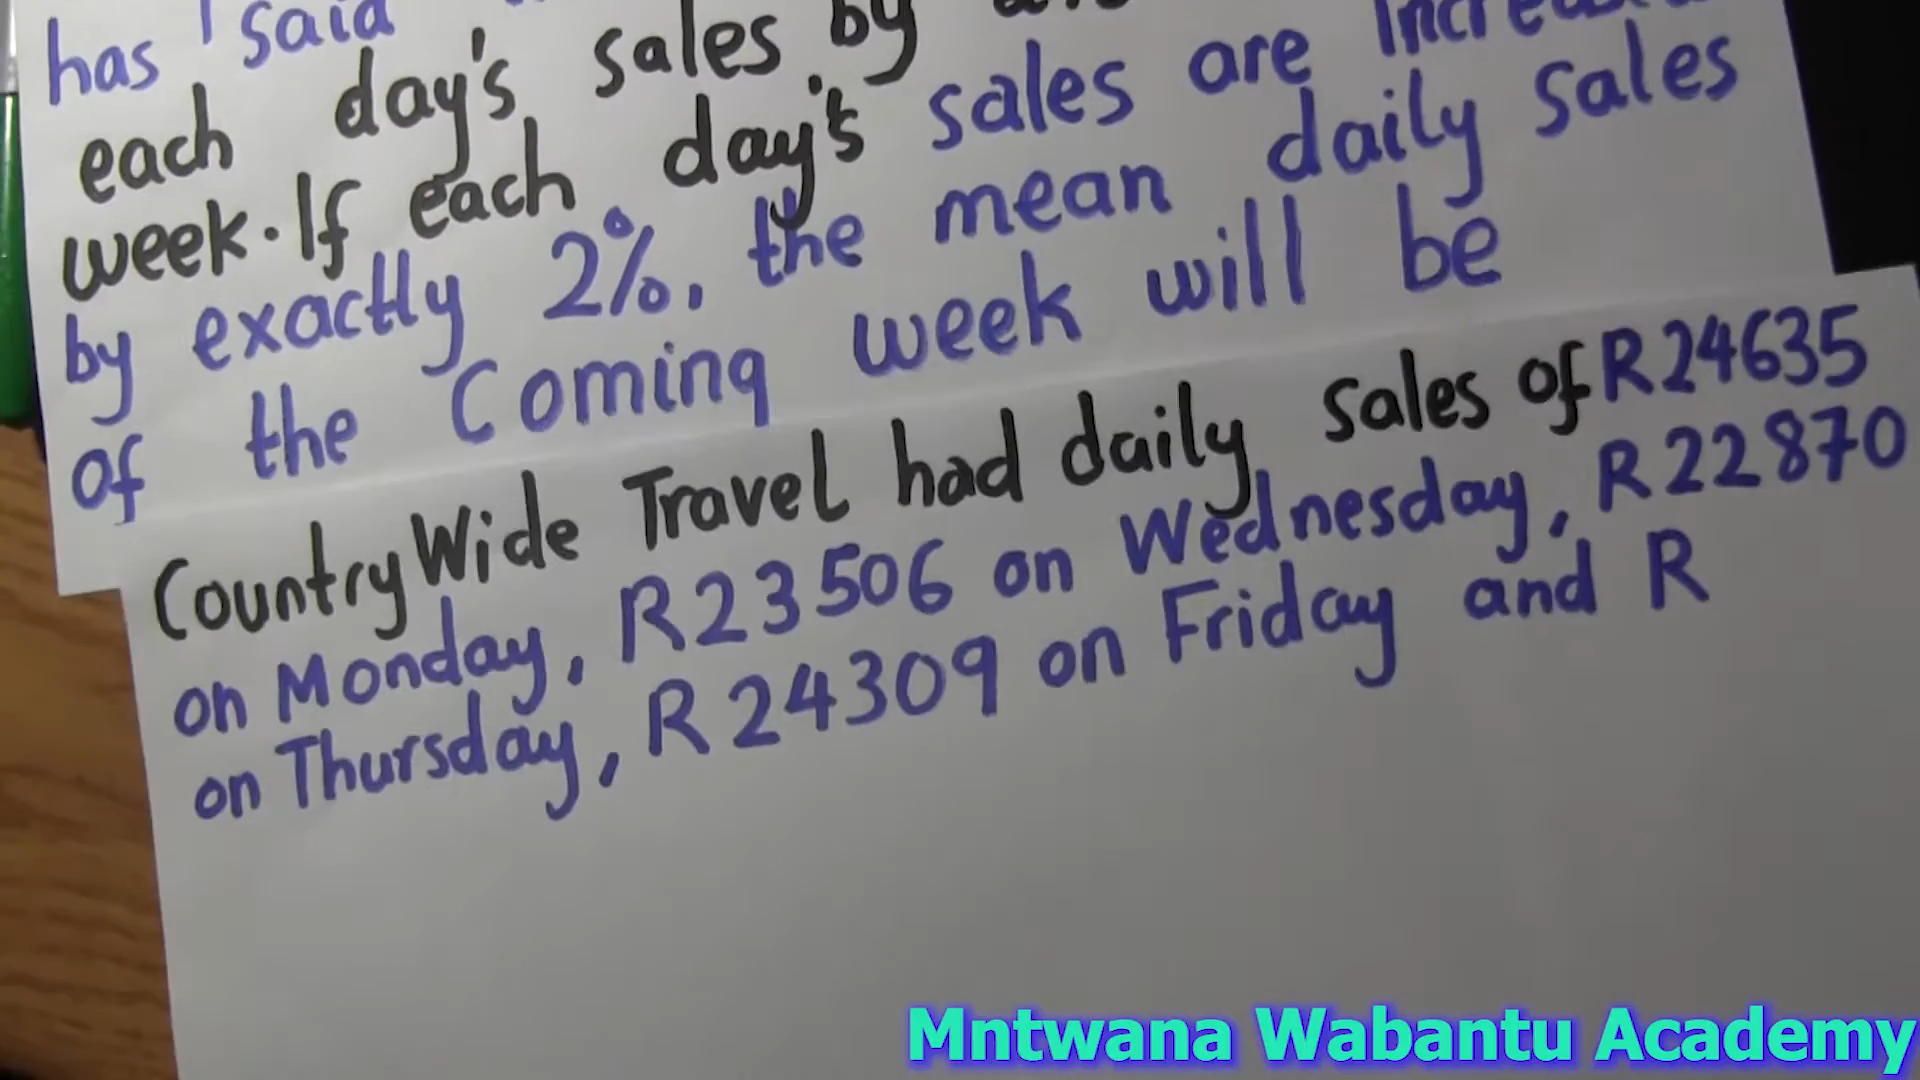 has said
each day's sales by
week. If each day's sales are increas
by exactly 2%, the mean daily sales
of the Coming week will be
CountryWide Travel had daily sales of R24635
on Monday, R23506 on Wednesday, R22870
on Thursday, R24309 on Friday and R
Mntwana Wabantu Academy